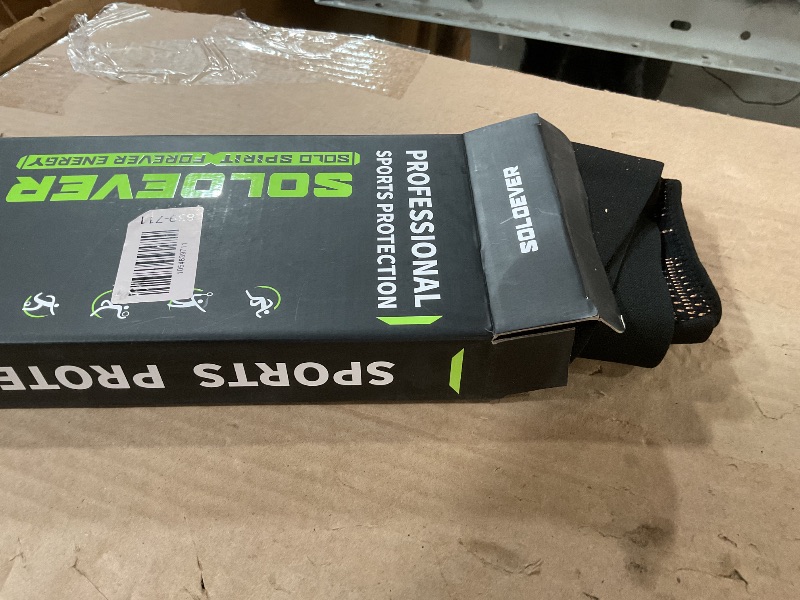 SOLOEVER
SOLO SPIRIT FOREVER ENERGY
PROFESSIONAL
SPORTS PROTECTION
SOLOEVER
SPORTS PROTE